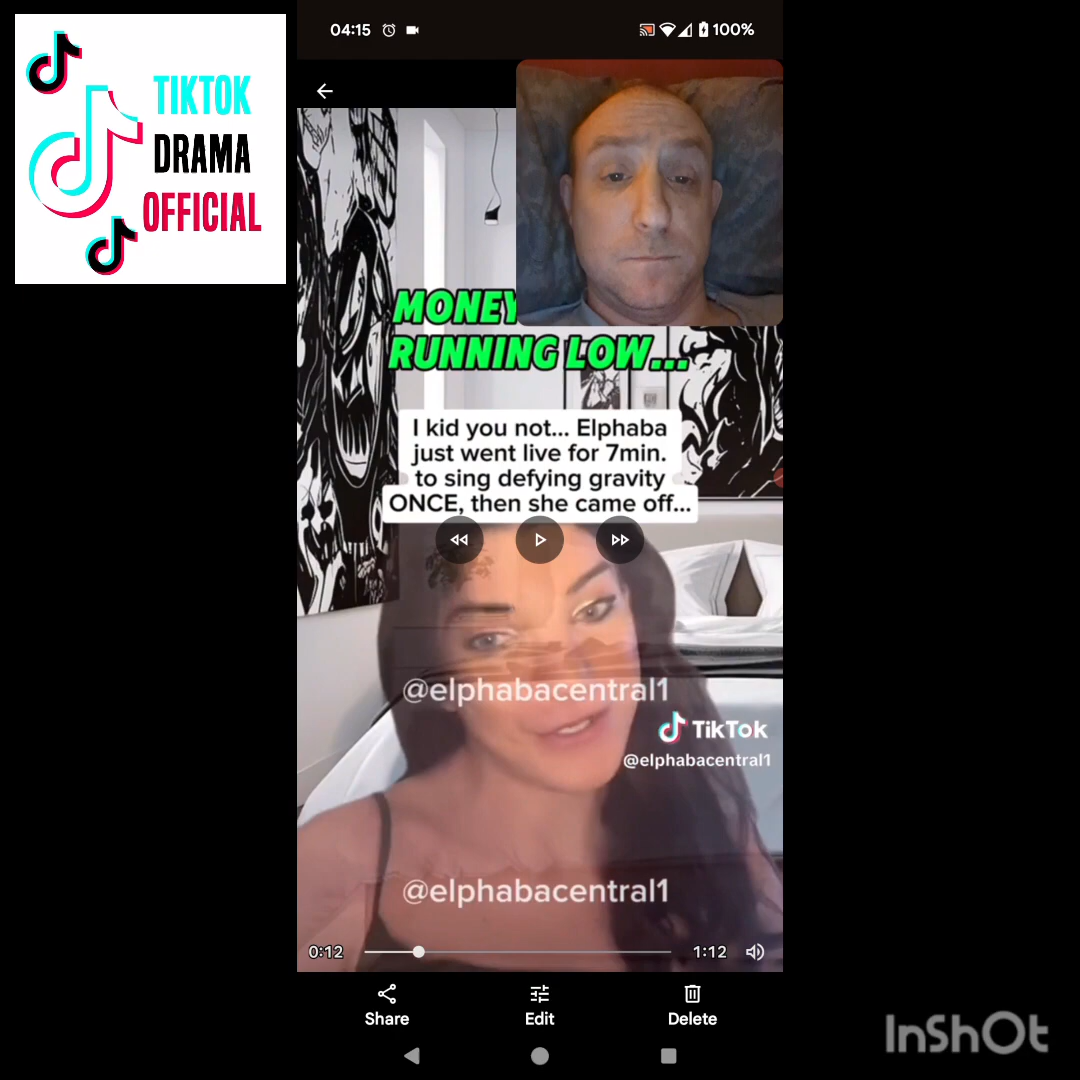 04:15
100%
TIKTOK
DRAMA
OFFICIAL
MONEY
RUNNING LOW...
I kid you not... Elphaba
just went live for 7min.
to sing defying gravity
ONCE, then she came off...
@elphabacentral1
TikTok
@elphabacentral1
@elphabacentral1
0:12
1:12
Share
Edit
Delete
InShOt